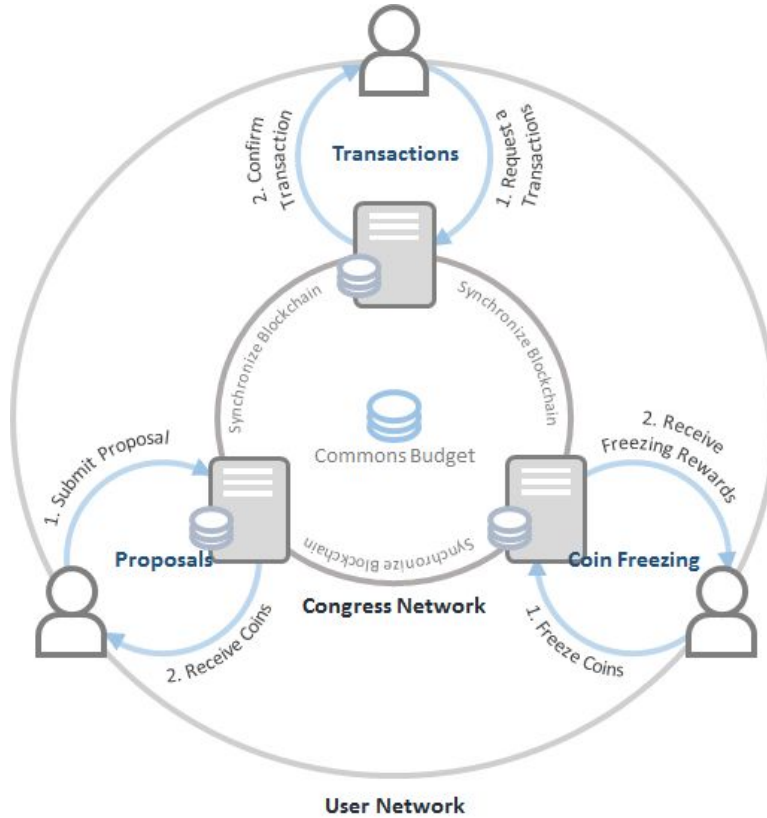 2. Confirm
Transaction
Transactions
1. Request a
Transactions
Synchronize Blockchain
Synchronize Blockchain
Commons Budget
1. Submit Proposal
2. Receive
Freezing Rewards
Proposals
Synchronize Blockchain
Coin Freezing
Congress Network
2. Receive Coins
1. Freeze Coins
User Network